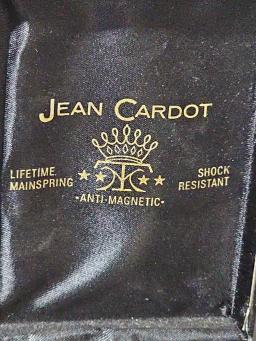 JEAN CARDOT
LIFETIME
MAINSPRING
SHOCK
RESISTANT
-ANTI-MAGNETIC-